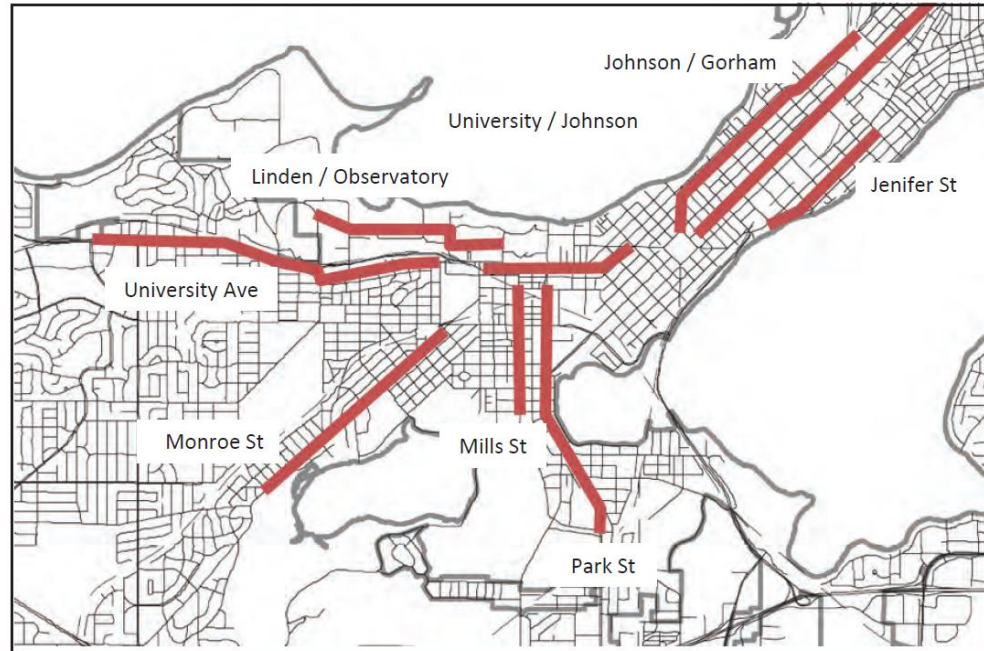 Johnson / Gorham
University / Johnson
Linden / Observatory
Jenifer St
University Ave
Monroe St
Mills St
Park St